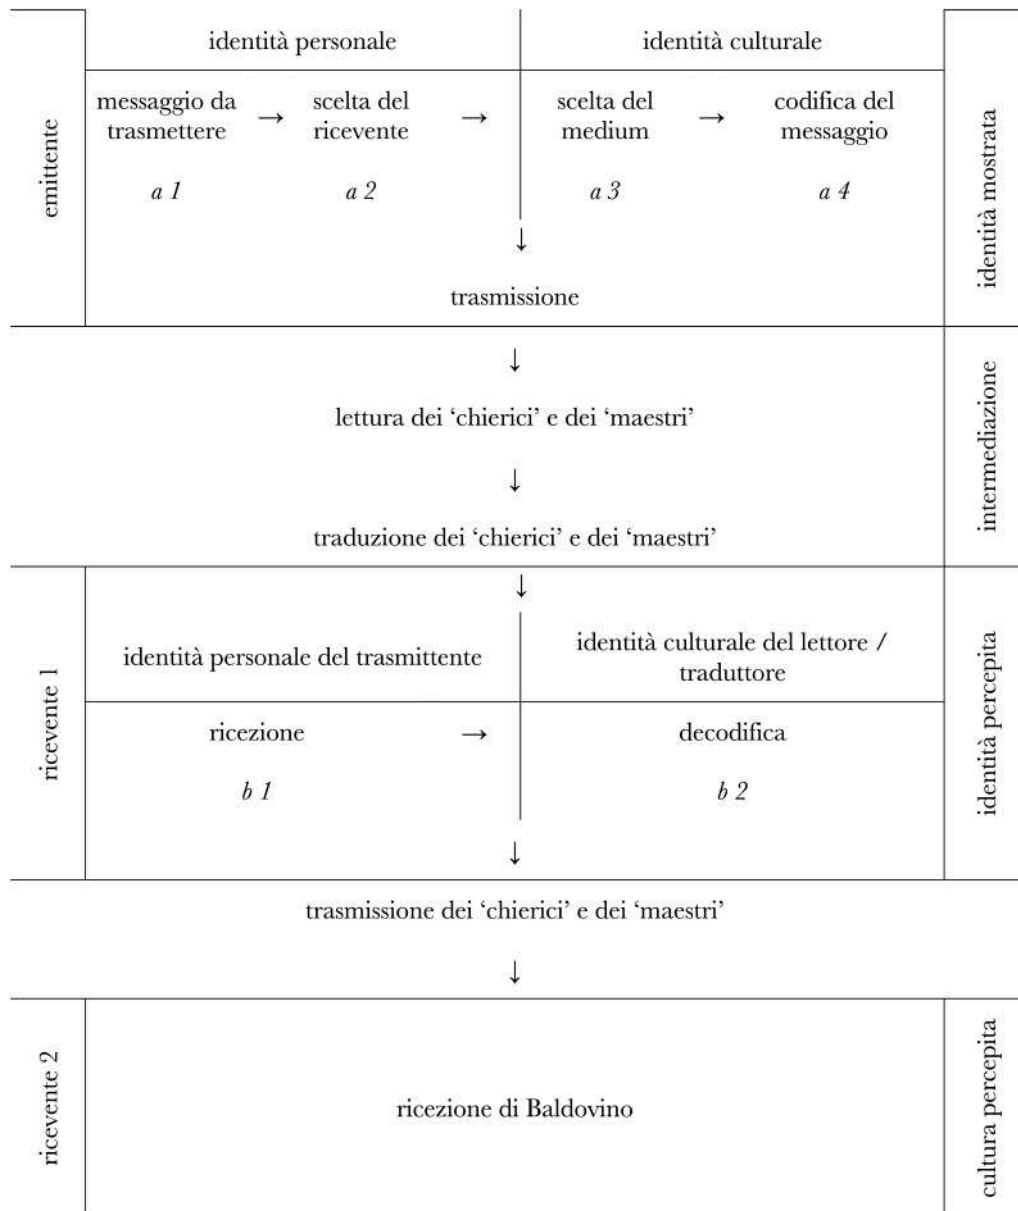 identità personale
identità culturale
emittente
messaggio da
trasmettere
→
scelta del
ricevente
→
scelta del
medium
→
codifica del
messaggio
a 1
a 2
a 3
a 4
identità mostrata
↓
trasmissione
↓
lettura dei ‘chierici’ e dei ‘maestri’
↓
traduzione dei ‘chierici’ e dei ‘maestri’
intermediazione
↓
ricevente 1
identità personale del trasmittente
identità culturale del lettore /
traduttore
ricezione
→
decodifica
b 1
b 2
identità percepita
↓
trasmissione dei ‘chierici’ e dei ‘maestri’
↓
ricevente 2
ricezione di Baldovino
cultura percepita